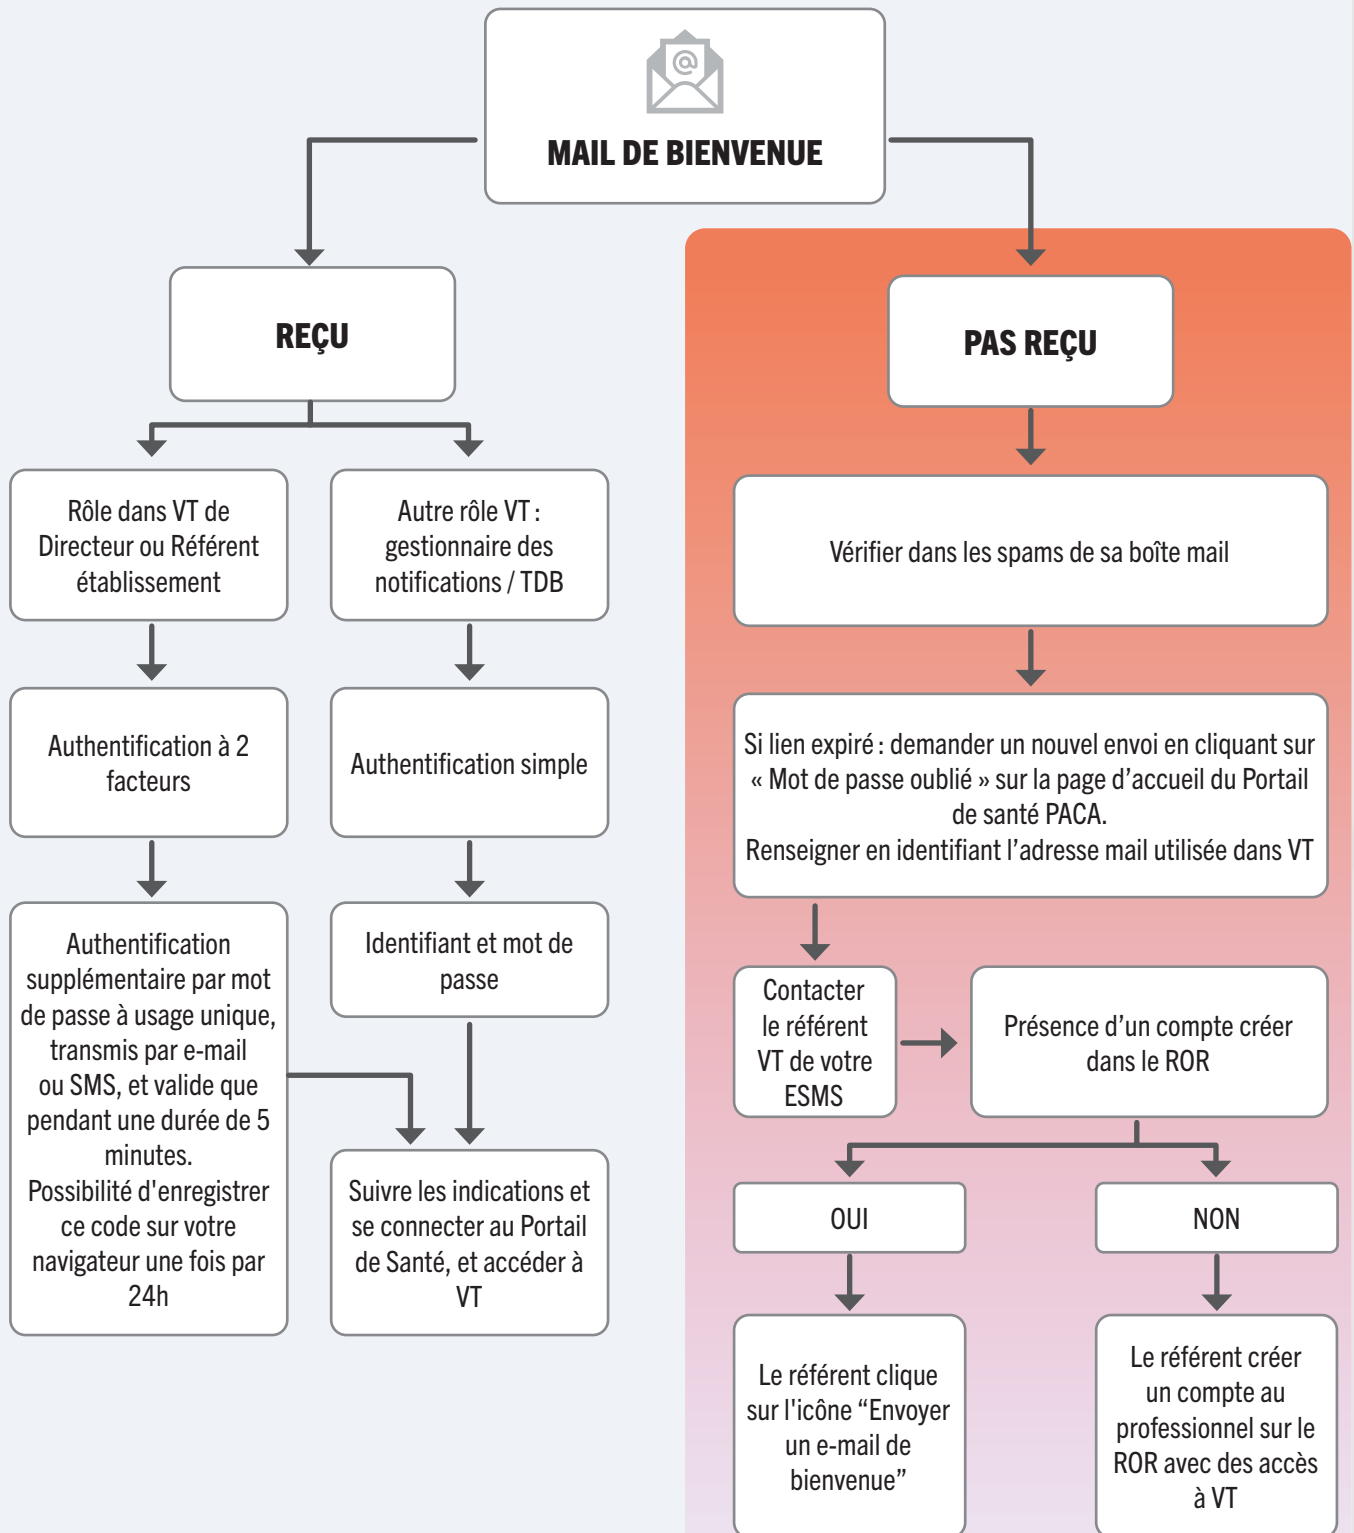 @
MAIL DE BIENVENUE
REÇU
Rôle dans VT de
Directeur ou Référent
établissement
Autre rôle VT :
gestionnaire des
notifications / TDB
Authentification à 2
facteurs
Authentification simple
Authentification
supplémentaire par mot
de passe à usage unique,
transmis par e-mail
ou SMS, et valide que
pendant une durée de 5
minutes.
Possibilité d'enregistrer
ce code sur votre
navigateur une fois par
24h
Identifiant et mot de
passe
Suivre les indications et
se connecter au Portail
de Santé, et accéder à
VT
PAS REÇU
Vérifier dans les spams de sa boîte mail
Si lien expiré : demander un nouvel envoi en cliquant sur
« Mot de passe oublié » sur la page d’accueil du Portail
de santé PACA.
Renseigner en identifiant l’adresse mail utilisée dans VT
Contacter
le référent
VT de votre
ESMS
Présence d’un compte créer
dans le ROR
OUI
NON
Le référent clique
sur l'icône “Envoyer
un e-mail de
bienvenue”
Le référent créer
un compte au
professionnel sur le
ROR avec des accès
à VT